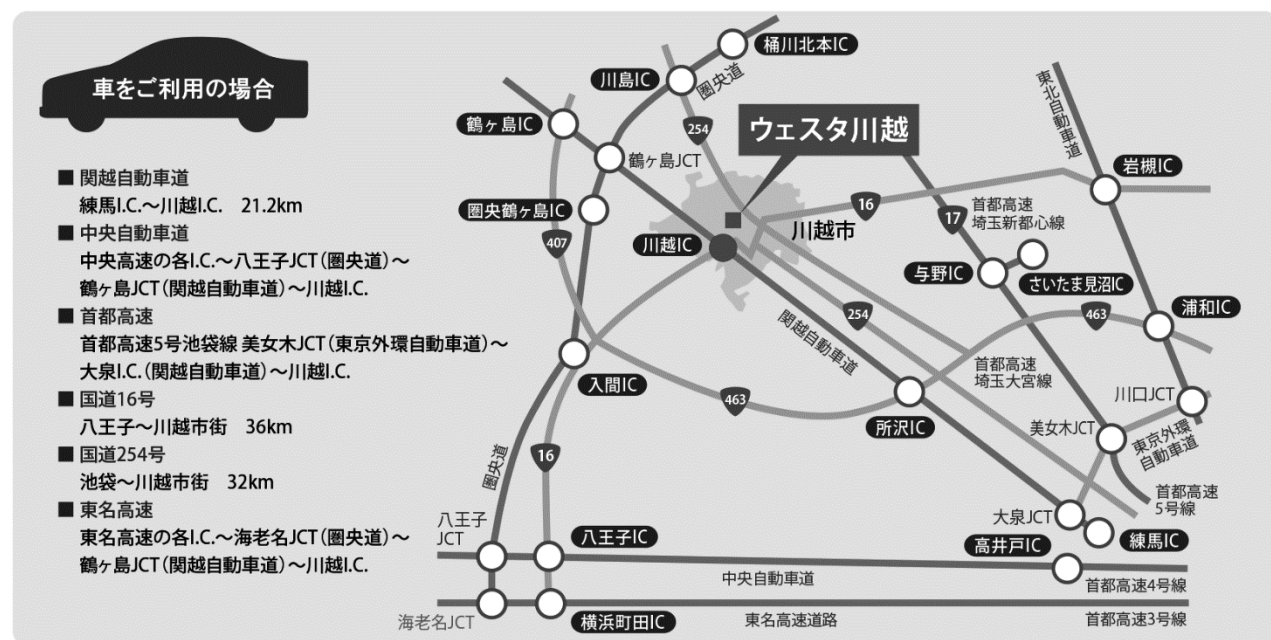 車をご利用の場合
■ 関越自動車道
練馬I.C.～川越I.C.　21.2km
■ 中央自動車道
中央高速の各I.C.～八王子JCT（圏央道）～
鶴ヶ島JCT（関越自動車道）～川越I.C.
■ 首都高速
首都高速5号池袋線 美女木JCT（東京外環自動車道）～
大泉I.C.（関越自動車道）～川越I.C.
■ 国道16号
八王子～川越市街　36km
■ 国道254号
池袋～川越市街　32km
■ 東名高速
東名高速の各I.C.～海老名JCT（圏央道）～
鶴ヶ島JCT（関越自動車道）～川越I.C.
桶川北本IC
川島IC
圏央道
東北自動車道
鶴ヶ島IC
254
ウェスタ川越
鶴ヶ島JCT
岩槻IC
圏央鶴ヶ島IC
16
17
首都高速
埼玉新都心線
407
川越IC
川越市
与野IC
さいたま見沼IC
浦和IC
254
463
関越自動車道
入間IC
首都高速
埼玉大宮線
463
所沢IC
川口JCT
美女木JCT
東京外環
自動車道
16
圏央道
首都高速
5号線
八王子
JCT
八王子IC
大泉JCT
高井戸IC
練馬IC
中央自動車道
首都高速4号線
海老名JCT
横浜町田IC
東名高速道路
首都高速3号線